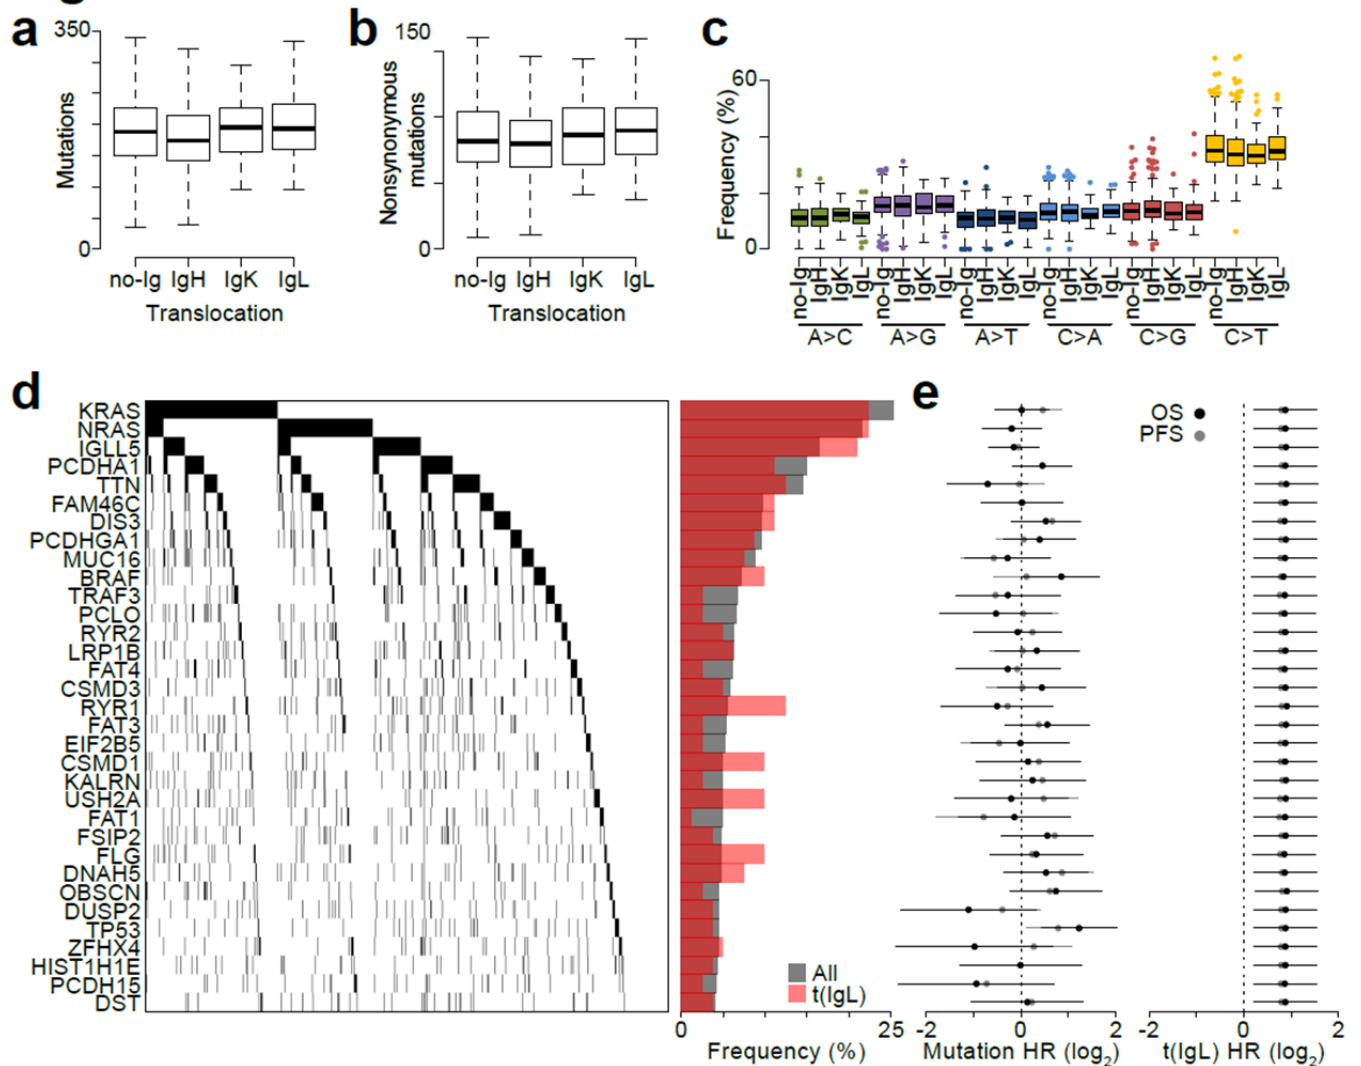 a
350
Mutations
0
no-Ig IgH IgK IgL
Translocation
b
150
Nonsynonymous
mutations
0
no-Ig IgH IgK IgL
Translocation
c
60
Frequency (%)
0
no-Ig IgH IgK IgL no-Ig IgH IgK IgL no-Ig IgH IgK IgL no-Ig IgH IgK IgL no-Ig IgH IgK IgL no-Ig IgH IgK IgL
A>C A>G A>T C>A C>G C>T
d
KRAS
NRAS
IGLL5
PCDHA1
TTN
FAM46C
DIS3
PCDHGA1
MUC16
BRAF
TRAF3
PCLO
RYR2
LRP1B
FAT4
CSMD3
RYR1
FAT3
EIF2B5
CSMD1
KALRN
USH2A
FAT1
FSIP2
FLG
DNAH5
OBSCN
DUSP2
TP53
ZFHX4
HIST1H1E
PCDH15
DST
All
t(IgL)
0 25
Frequency (%)
e
OS
PFS
-2 0 2
Mutation HR (log2)
-2 0 2
t(IgL) HR (log2)